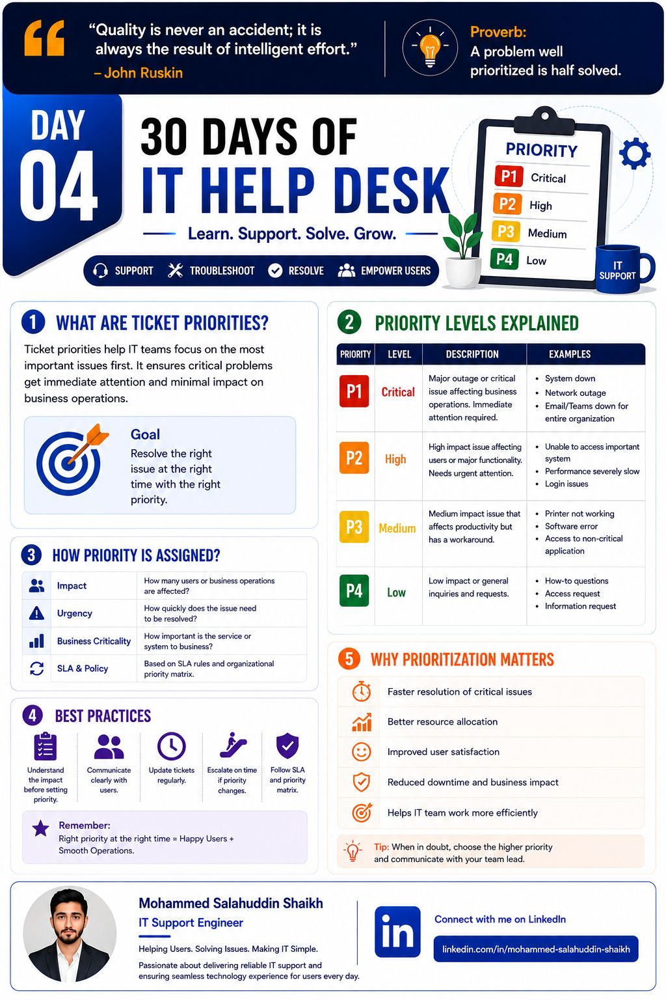 “Quality is never an accident; it is
always the result of intelligent effort.”
– John Ruskin
Proverb:
A problem well
prioritized is half solved.
DAY
04
30 DAYS OF
IT HELP DESK
Learn. Support. Solve. Grow.
SUPPORT
TROUBLESHOOT
RESOLVE
EMPOWER USERS
PRIORITY
P1 Critical
P2 High
P3 Medium
P4 Low
IT
SUPPORT
1 WHAT ARE TICKET PRIORITIES?
Ticket priorities help IT teams focus on the most
important issues first. It ensures critical problems
get immediate attention and minimal impact on
business operations.
Goal
Resolve the right
issue at the right
time with the right
priority.
2 PRIORITY LEVELS EXPLAINED
PRIORITY LEVEL DESCRIPTION EXAMPLES
P1
Critical
Major outage or critical
issue affecting business
operations. Immediate
attention required.
• System down
• Network outage
• Email/Teams down for
entire organization
P2
High
High impact issue affecting
users or major functionality.
Needs urgent attention.
• Unable to access important
system
• Performance severely slow
• Login issues
P3
Medium
Medium impact issue that
affects productivity but
has a workaround.
• Printer not working
• Software error
• Access to non-critical
application
P4
Low
Low impact or general
inquiries and requests.
• How-to questions
• Access request
• Information request
3 HOW PRIORITY IS ASSIGNED?
Impact
How many users or business operations
are affected?
Urgency
How quickly does the issue need
to be resolved?
Business Criticality
How important is the service or
system to business?
SLA & Policy
Based on SLA rules and organizational
priority matrix.
4 BEST PRACTICES
Understand
the impact
before setting
priority.
Communicate
clearly with
users.
Update tickets
regularly.
Escalate on time
if priority
changes.
Follow SLA
and priority
matrix.
Remember:
Right priority at the right time = Happy Users +
Smooth Operations.
5 WHY PRIORITIZATION MATTERS
Faster resolution of critical issues
Better resource allocation
Improved user satisfaction
Reduced downtime and business impact
Helps IT team work more efficiently
Tip: When in doubt, choose the higher priority
and communicate with your team lead.
Mohammed Salahuddin Shaikh
IT Support Engineer
Helping Users. Solving Issues. Making IT Simple.
Passionate about delivering reliable IT support and
ensuring seamless technology experience for users every day.
in
Connect with me on LinkedIn
linkedin.com/in/mohammed-salahuddin-shaikh